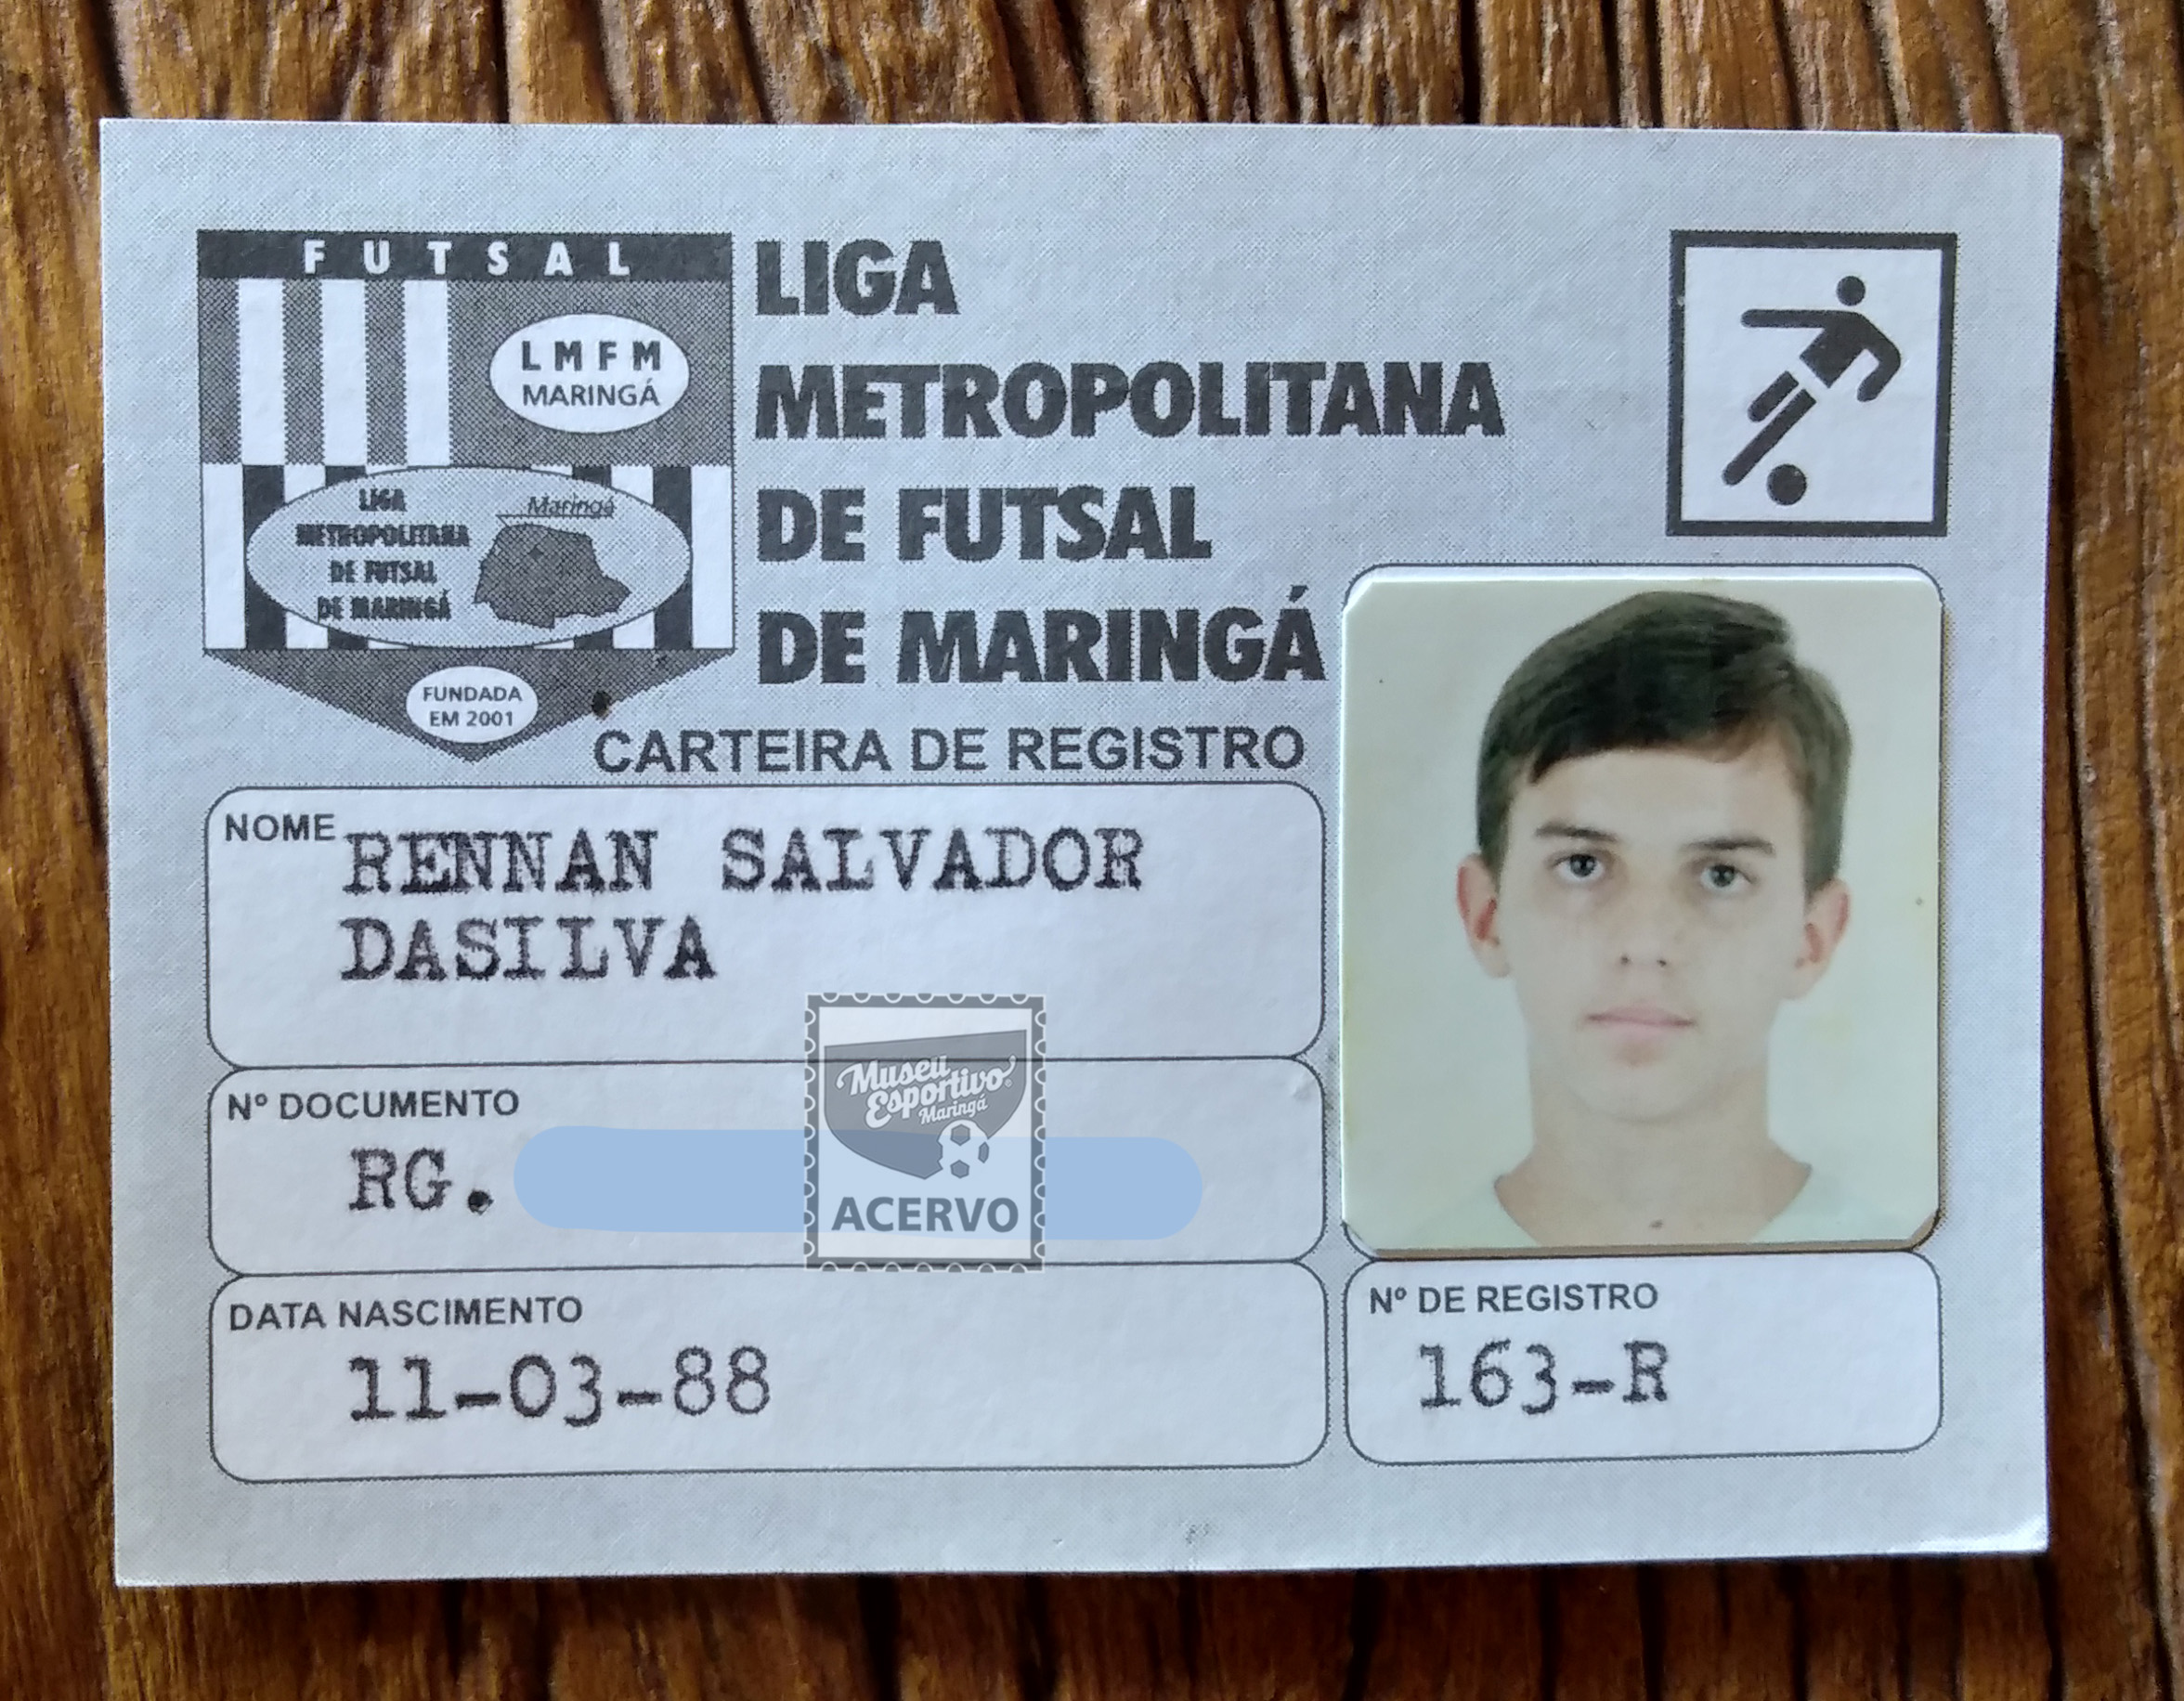 FUTSAL
LMFM
MARINGÁ
LIGA
METROPOLITANA
DE FUTSAL
DE MARINGÁ
Maringá
FUNDADA
EM 2001
LIGA
METROPOLITANA
DE FUTSAL
DE MARINGÁ
CARTEIRA DE REGISTRO
NOME RENNAN SALVADOR
DASILVA
Nº DOCUMENTO
RG.
Museu
Esportivo
Maringá
ACERVO
DATA NASCIMENTO
11-03-88
Nº DE REGISTRO
163-R